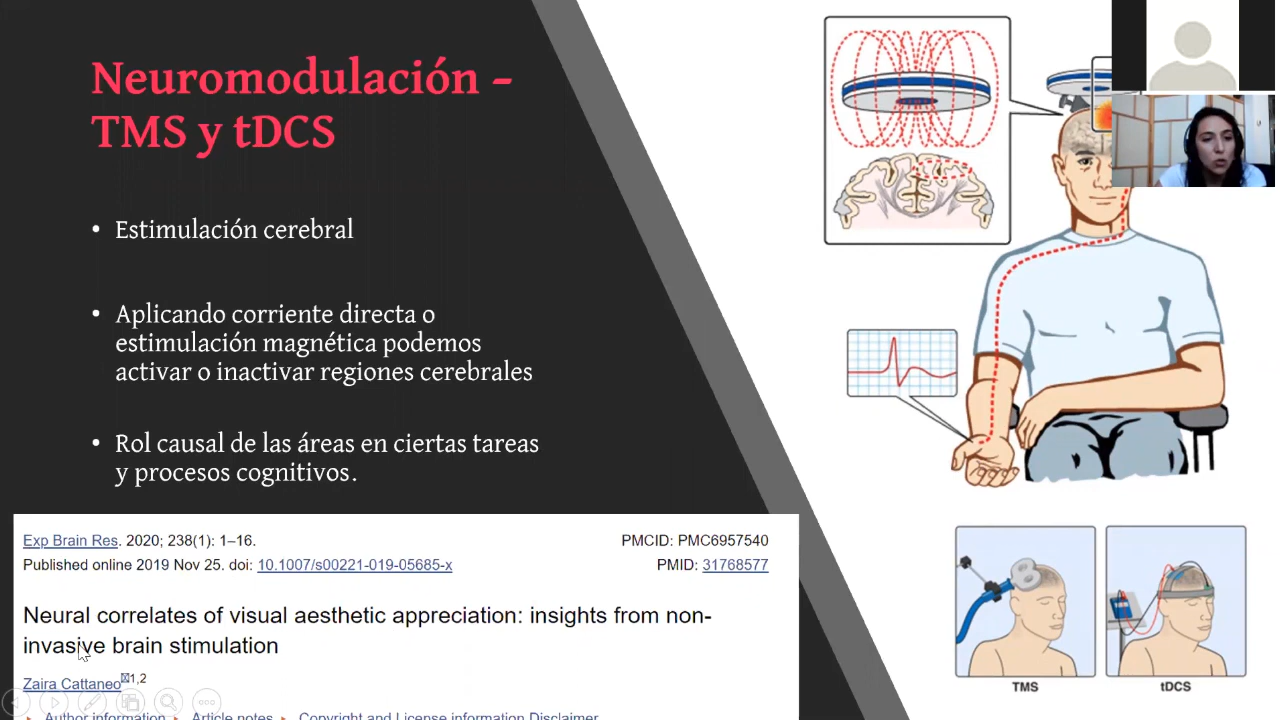 Neuromodulación –
TMS y tDCS
• Estimulación cerebral
• Aplicando corriente directa o
estimulación magnética podemos
activar o inactivar regiones cerebrales
• Rol causal de las áreas en ciertas tareas
y procesos cognitivos.
Exp Brain Res. 2020; 238(1): 1–16.
PMCID: PMC6957540
Published online 2019 Nov 25. doi: 10.1007/s00221-019-05685-x
PMID: 31768577
Neural correlates of visual aesthetic appreciation: insights from non-
invasive brain stimulation
Zaira Cattaneo 1,2
Author information
Article notes
Copyright and License information
Disclaimer
TMS
tDCS